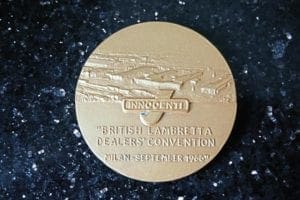 INNOCENTI
"BRITISH LAMBRETTA
DEALERS' CONVENTION
MILAN-SEPTEMBER 1960"